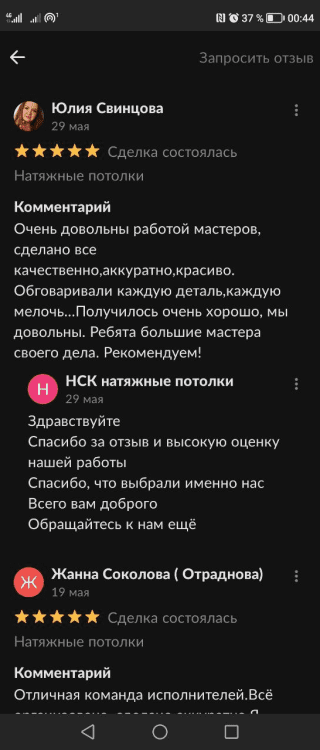 37 % 00:44
Запросить отзыв
Юлия Свинцова
29 мая
Сделка состоялась
Натяжные потолки
Комментарий
Очень довольны работой мастеров,
сделано все
качественно,аккуратно,красиво.
Обговаривали каждую деталь,каждую
мелочь...Получилось очень хорошо, мы
довольны. Ребята большие мастера
своего дела. Рекомендуем!
Н
НСК натяжные потолки
29 мая
Здравствуйте
Спасибо за отзыв и высокую оценку
нашей работы
Спасибо, что выбрали именно нас
Всего вам доброго
Обращайтесь к нам ещё
Ж
Жанна Соколова ( Отраднова)
19 мая
Сделка состоялась
Натяжные потолки
Комментарий
Отличная команда исполнителей.Всё